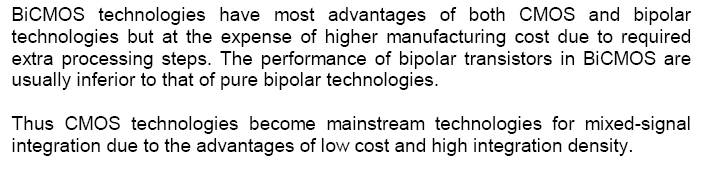 BiCMOS technologies have most advantages of both CMOS and bipolar
technologies but at the expense of higher manufacturing cost due to required
extra processing steps. The performance of bipolar transistors in BiCMOS are
usually inferior to that of pure bipolar technologies.
Thus CMOS technologies become mainstream technologies for mixed-signal
integration due to the advantages of low cost and high integration density.